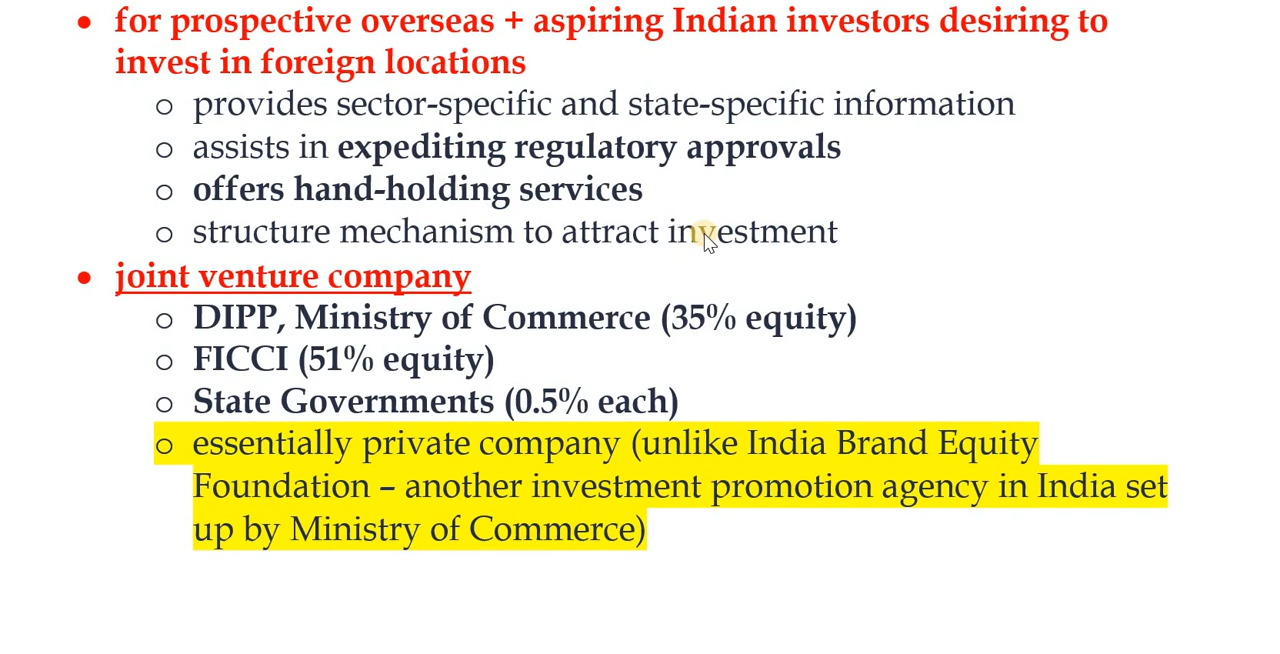 • for prospective overseas + aspiring Indian investors desiring to
invest in foreign locations
o provides sector-specific and state-specific information
o assists in expediting regulatory approvals
o offers hand-holding services
o structure mechanism to attract investment
• joint venture company
o DIPP, Ministry of Commerce (35% equity)
o FICCI (51% equity)
o State Governments (0.5% each)
o essentially private company (unlike India Brand Equity
Foundation – another investment promotion agency in India set
up by Ministry of Commerce)